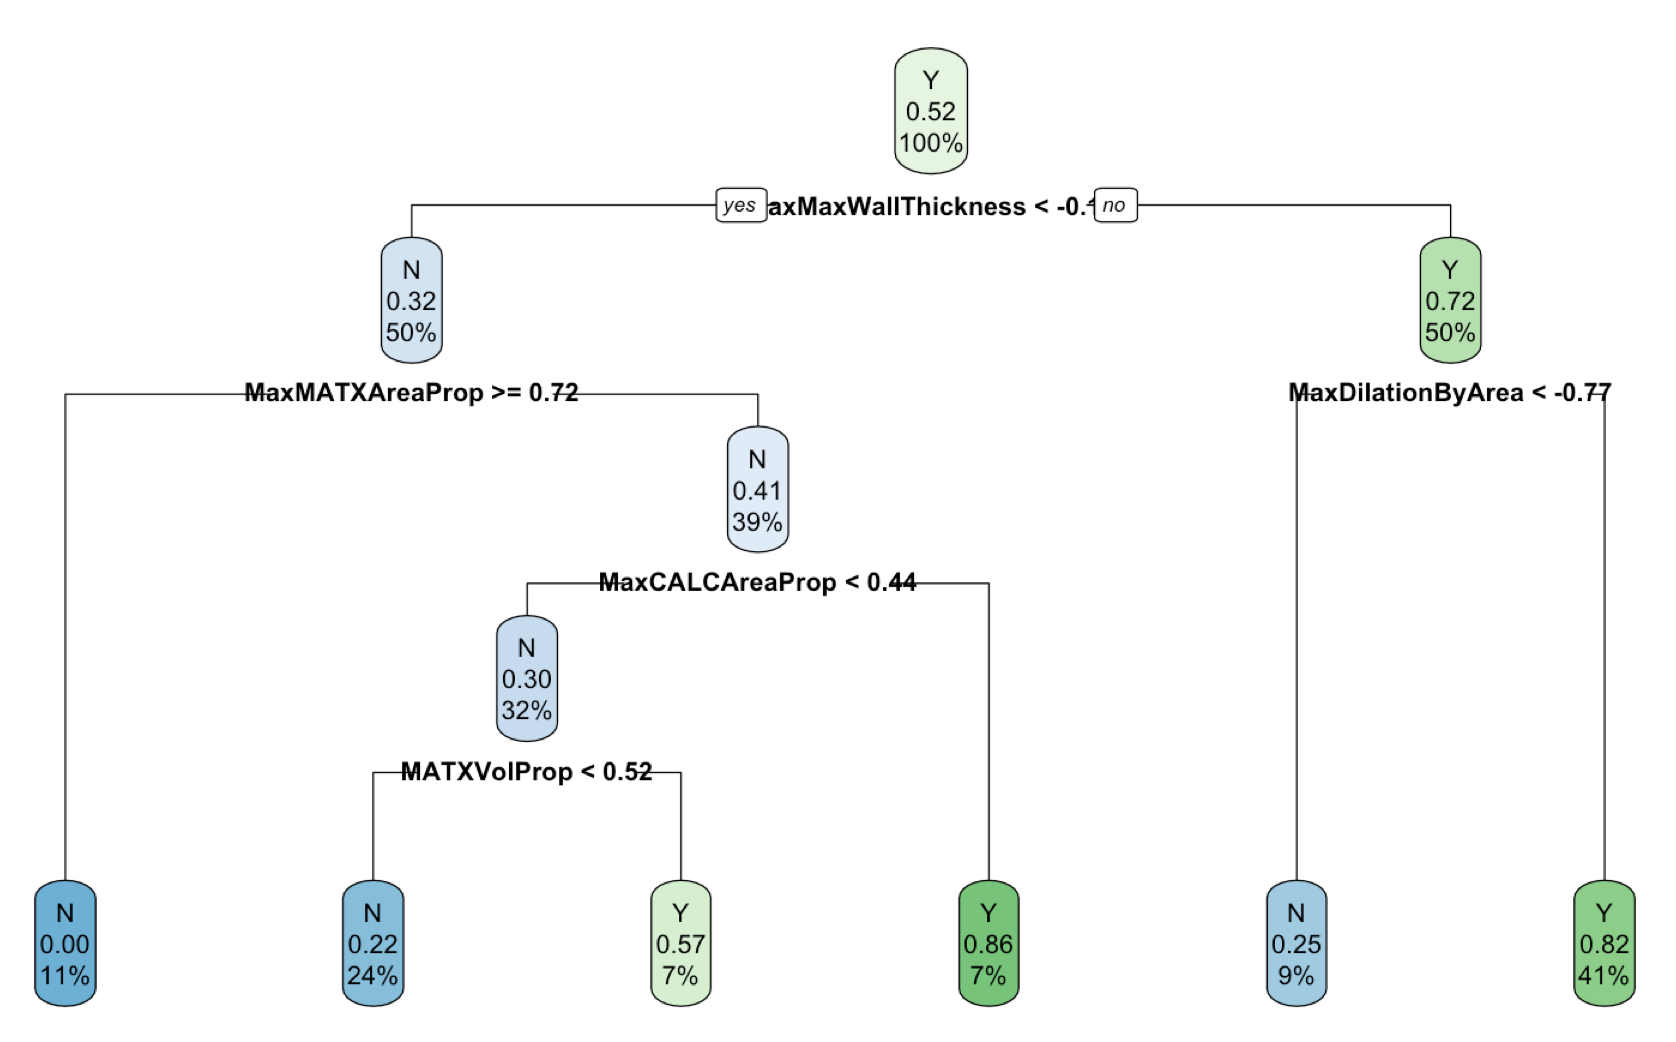 Y
0.52
100%
yes
axMaxWallThickness < -0.
no
N
0.32
50%
Y
0.72
50%
MaxMATXAreaProp >= 0.72
MaxDilationByArea < -0.77
N
0.41
39%
MaxCALCAreaProp < 0.44
N
0.30
32%
MATXVolProp < 0.52
N
0.00
11%
N
0.22
24%
Y
0.57
7%
Y
0.86
7%
N
0.25
9%
Y
0.82
41%